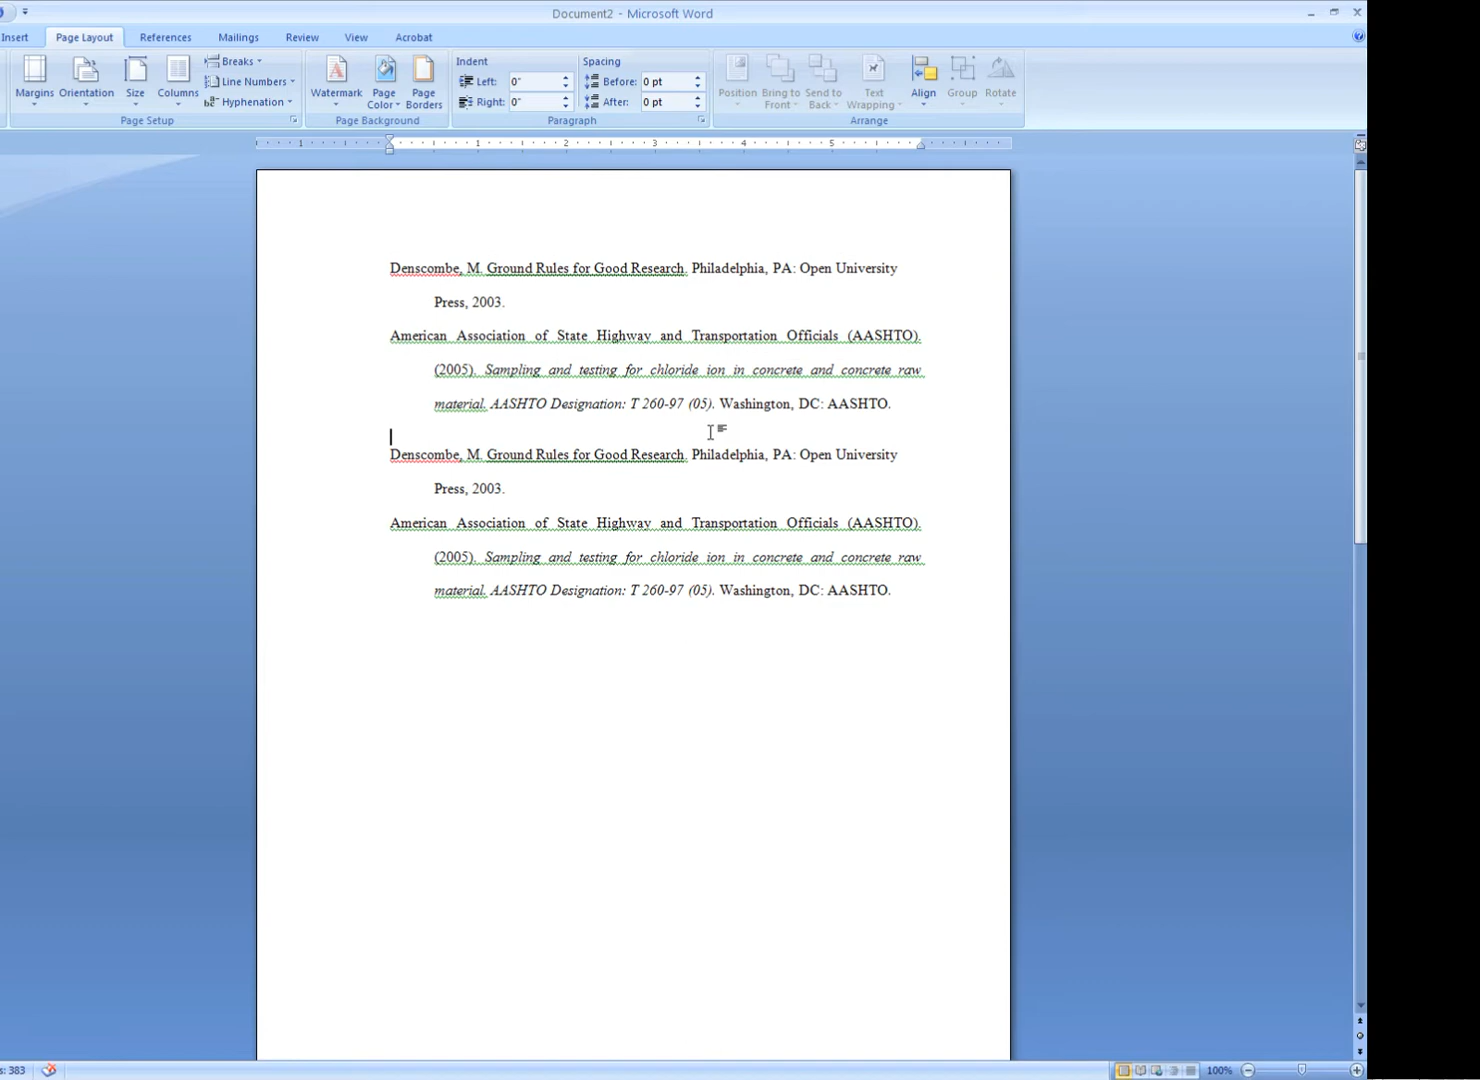 Document2 - Microsoft Word
Insert Page Layout References Mailings Review View Acrobat
Margins Orientation Size Columns Breaks Line Numbers Hyphenation
Page Setup
Watermark Page Color Page Borders
Page Background
Indent Spacing
Left: 0" Before: 0 pt
Right: 0" After: 0 pt
Paragraph
Position Bring to Front Send to Back Text Wrapping Align Group Rotate
Arrange
1 1 2 3 4 5
Denscombe, M. Ground Rules for Good Research. Philadelphia, PA: Open University
Press, 2003.
American Association of State Highway and Transportation Officials (AASHTO).
(2005). Sampling and testing for chloride ion in concrete and concrete raw
material. AASHTO Designation: T 260-97 (05). Washington, DC: AASHTO.
Denscombe, M. Ground Rules for Good Research. Philadelphia, PA: Open University
Press, 2003.
American Association of State Highway and Transportation Officials (AASHTO).
(2005). Sampling and testing for chloride ion in concrete and concrete raw
material. AASHTO Designation: T 260-97 (05). Washington, DC: AASHTO.
s: 383 100%